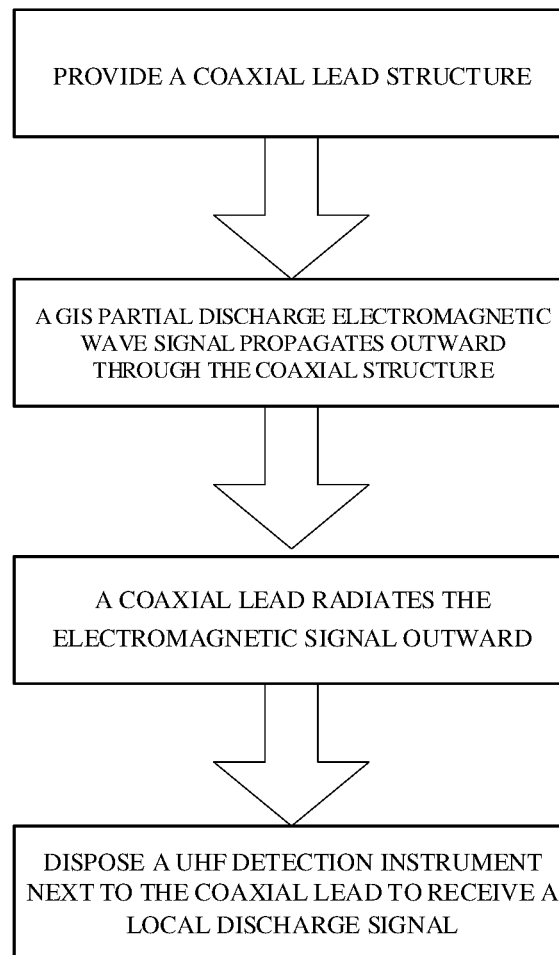 PROVIDE A COAXIAL LEAD STRUCTURE
A GIS PARTIAL DISCHARGE ELECTROMAGNETIC
WAVE SIGNAL PROPAGATES OUTWARD
THROUGH THE COAXIAL STRUCTURE
A COAXIAL LEAD RADIATES THE
ELECTROMAGNETIC SIGNAL OUTWARD
DISPOSE A UHF DETECTION INSTRUMENT
NEXT TO THE COAXIAL LEAD TO RECEIVE A
LOCAL DISCHARGE SIGNAL